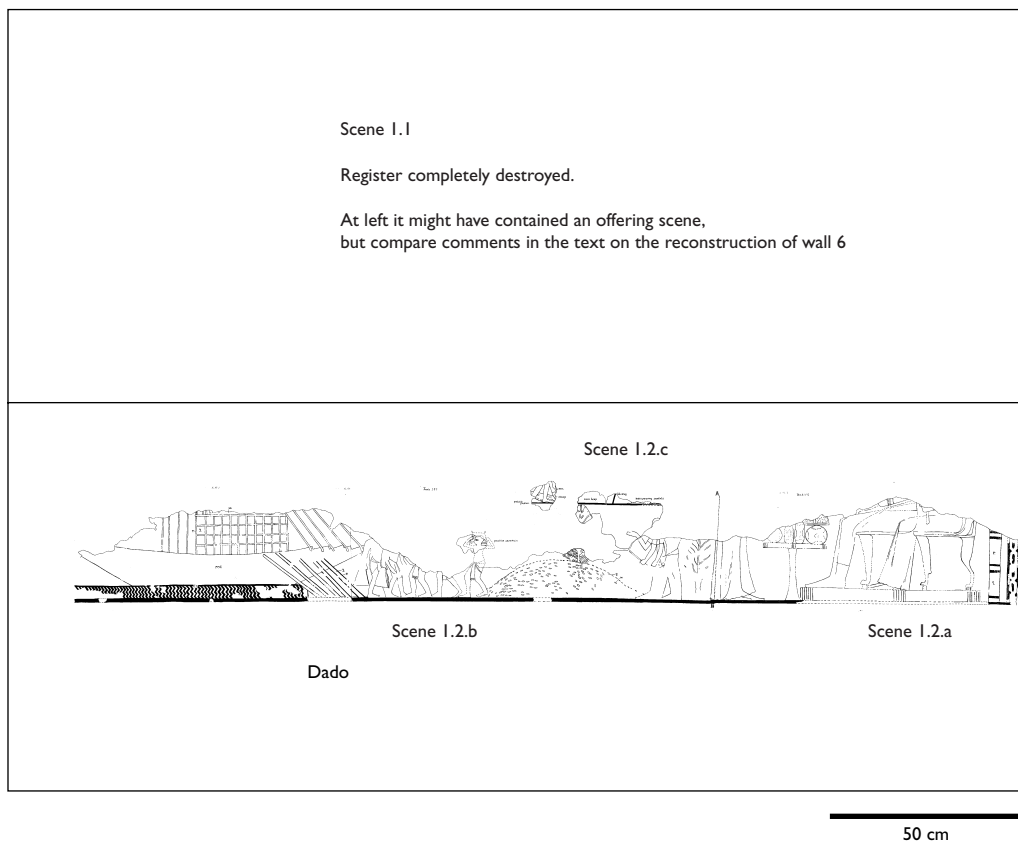 Scene 1.1
Register completely destroyed.
At left it might have contained an offering scene,
but compare comments in the text on the reconstruction of wall 6
Scene 1.2.c
A
Scene 1.2.b
Scene 1.2.a
Dado
50 cm